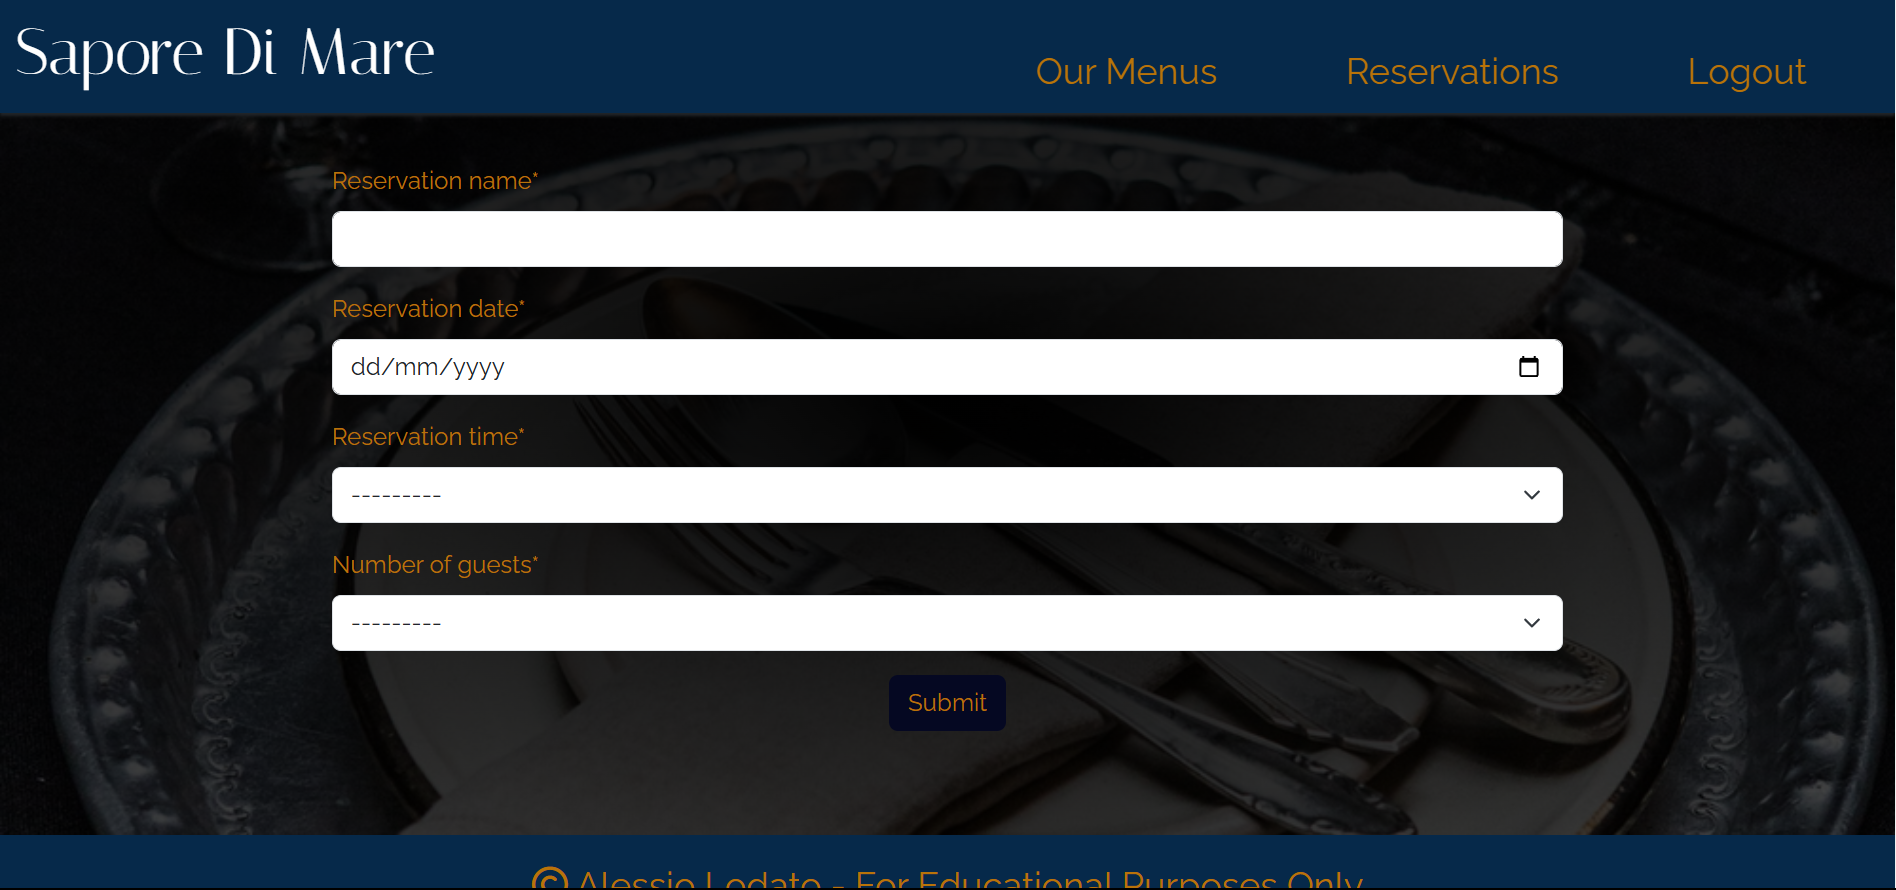 Sapore Di Mare
Our Menus Reservations Logout
Reservation name*
Reservation date*
dd/mm/yyyy
Reservation time*
---------
Number of guests*
---------
Submit
© Alessio Lodato - For Educational Purposes Only